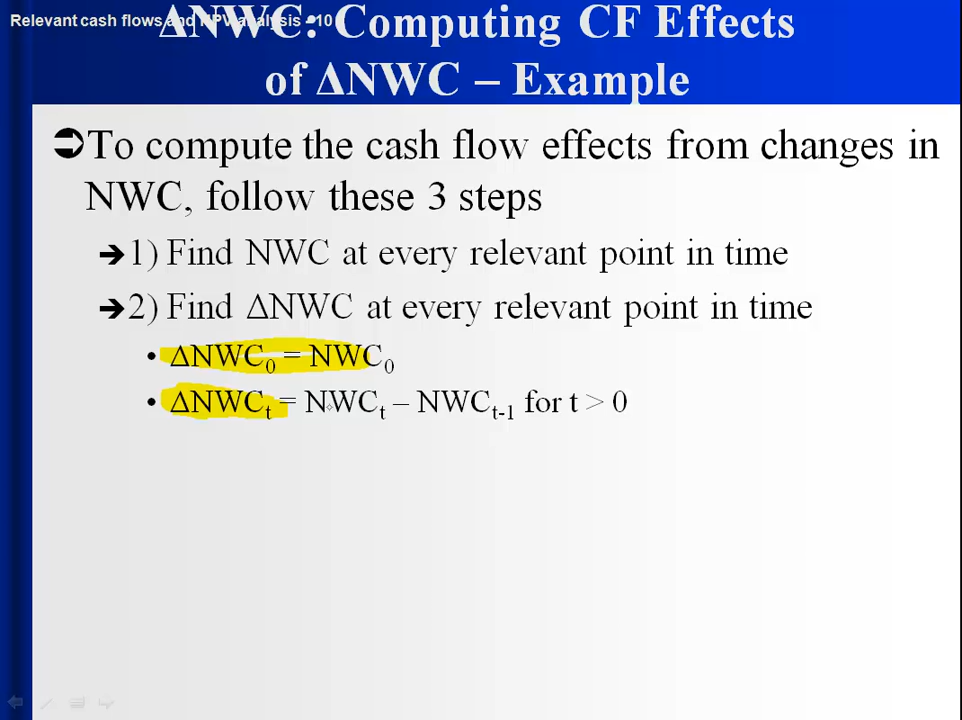 Relevant cash flows and NPV analysis - 10
ΔNWC: Computing CF Effects
of ΔNWC – Example
➲To compute the cash flow effects from changes in
NWC, follow these 3 steps
➔1) Find NWC at every relevant point in time
➔2) Find ΔNWC at every relevant point in time
• ΔNWC₀ = NWC₀
• ΔNWCₜ = NWCₜ – NWCₜ₋₁ for t > 0